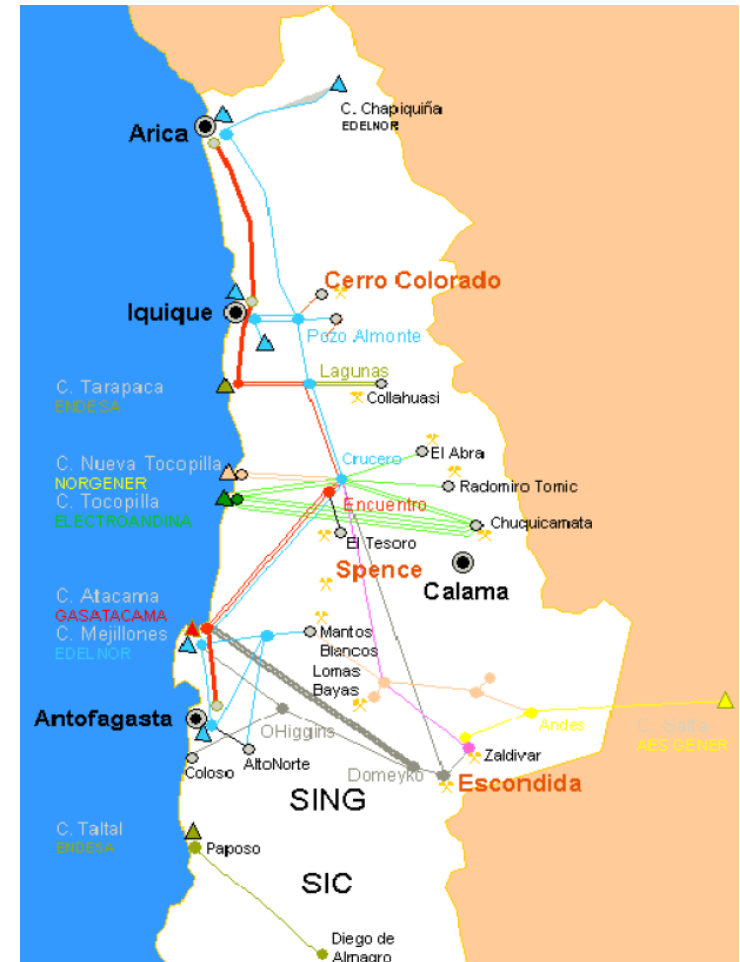 C. Chapiquiña
EDELNOR
Arica
Cerro Colorado
Iquique
Pozo Almonte
Lagunas
C. Tarapaca
ENDESA
Collahuasi
Crucero
El Abra
C. Nueva Tocopilla
NORGENER
Radomiro Tomic
C. Tocopilla
ELECTROANDINA
Encuentro
Chuquicamata
El Tesoro
Spence
Calama
C. Atacama
GASATACAMA
C. Mejillones
EDELNOR
Mantos
Blancos
Lomas
Bayas
Antofagasta
OHiggins
Andes
C. Salta
AES GENER
Zaldivar
AltoNorte
Coloso
Domeyko
Escondida
SING
C. Taltal
ENDESA
Paposo
SIC
Diego de
Almagro